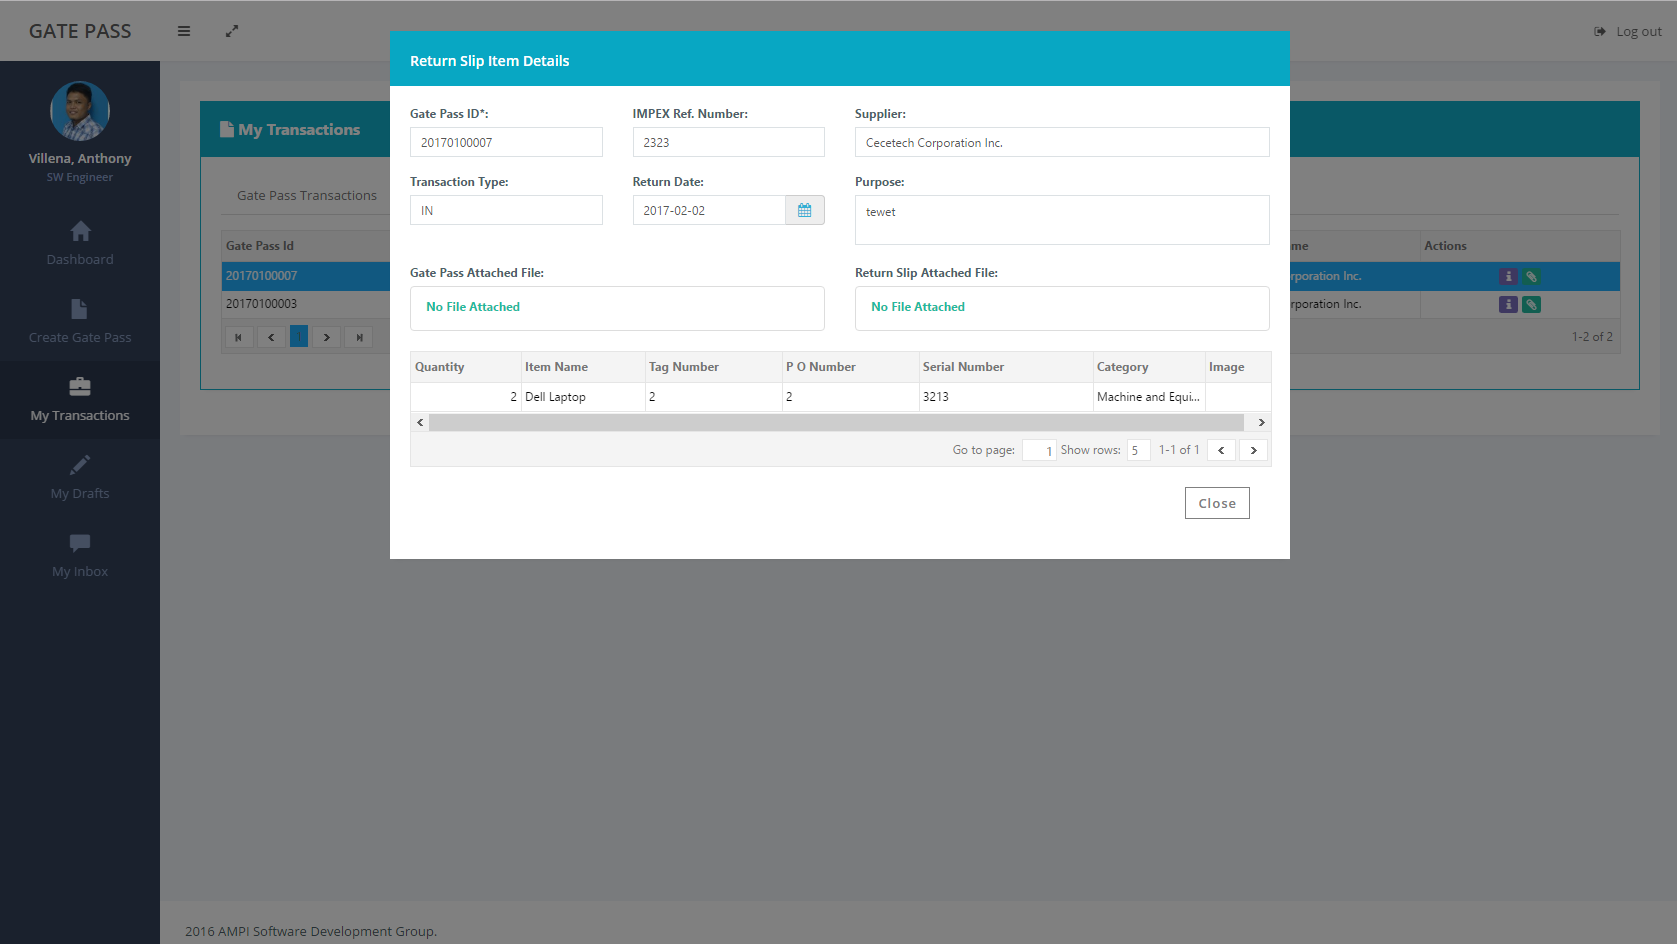 GATE PASS
Log out
Villena, Anthony
SW Engineer
Dashboard
Create Gate Pass
My Transactions
My Drafts
My Inbox
My Transactions
Gate Pass Transactions
Gate Pass Id
me
Actions
20170100007
rporation Inc.
20170100003
rporation Inc.
1
1-2 of 2
Return Slip Item Details
Gate Pass ID*:
IMPEX Ref. Number:
Supplier:
20170100007
2323
Cecetech Corporation Inc.
Transaction Type:
Return Date:
Purpose:
IN
2017-02-02
tewet
Gate Pass Attached File:
Return Slip Attached File:
No File Attached
No File Attached
Quantity Item Name Tag Number P O Number Serial Number Category Image
2 Dell Laptop 2 2 3213 Machine and Equi...
Go to page: 1 Show rows: 5 1-1 of 1
Close
2016 AMPI Software Development Group.